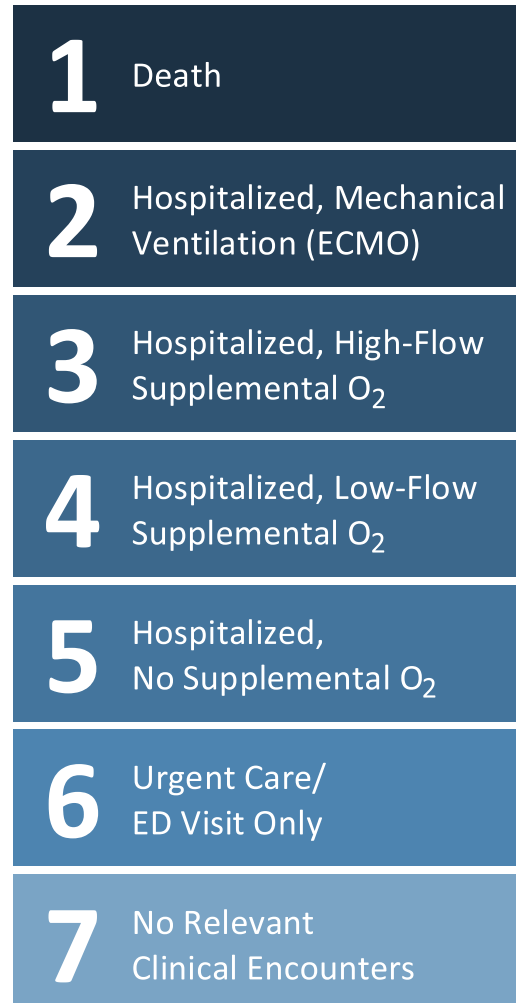 1 Death
2 Hospitalized, Mechanical
Ventilation (ECMO)
3 Hospitalized, High-Flow
Supplemental O₂
4 Hospitalized, Low-Flow
Supplemental O₂
5 Hospitalized,
No Supplemental O₂
6 Urgent Care/
ED Visit Only
7 No Relevant
Clinical Encounters